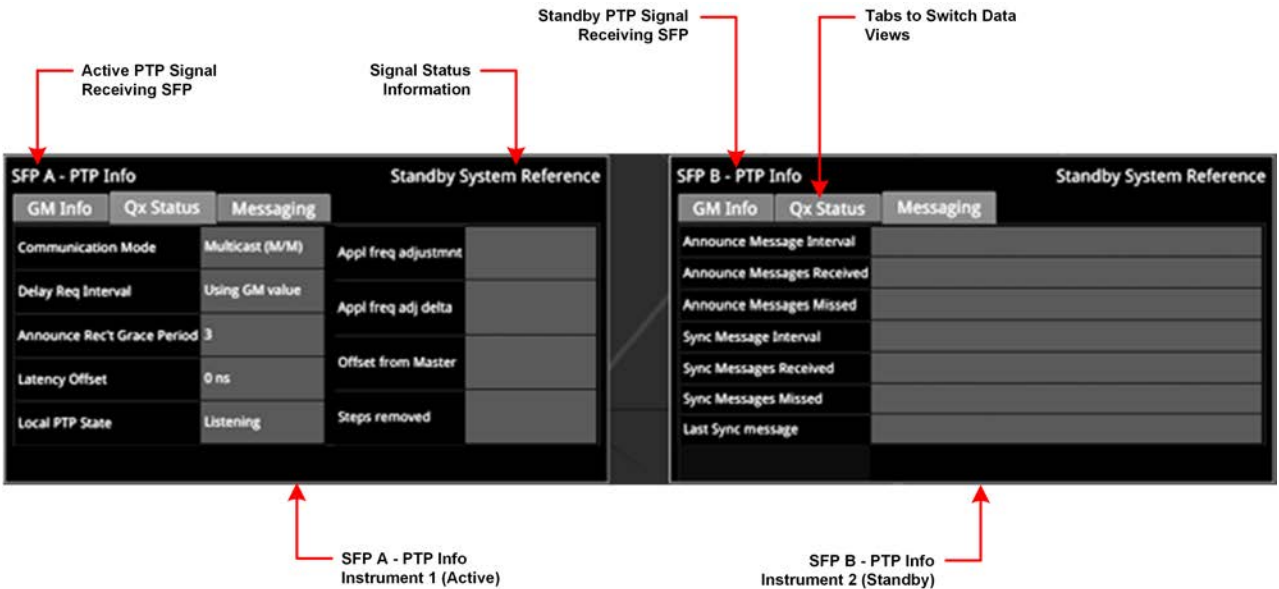 Standby PTP Signal
Receiving SFP
Tabs to Switch Data
Views
Active PTP Signal
Receiving SFP
Signal Status
Information
SFP A - PTP Info
Standby System Reference
GM Info
Qx Status
Messaging
Communication Mode
Multicast (M/M)
Delay Req Interval
Using GM value
Announce Rec't Grace Period
3
Latency Offset
0 ns
Local PTP State
Listening
Appl freq adjustmnt
Appl freq adj delta
Offset from Master
Steps removed
SFP B - PTP Info
Standby System Reference
GM Info
Qx Status
Messaging
Announce Message Interval
Announce Messages Received
Announce Messages Missed
Sync Message Interval
Sync Messages Received
Sync Messages Missed
Last Sync message
SFP A - PTP Info
Instrument 1 (Active)
SFP B - PTP Info
Instrument 2 (Standby)